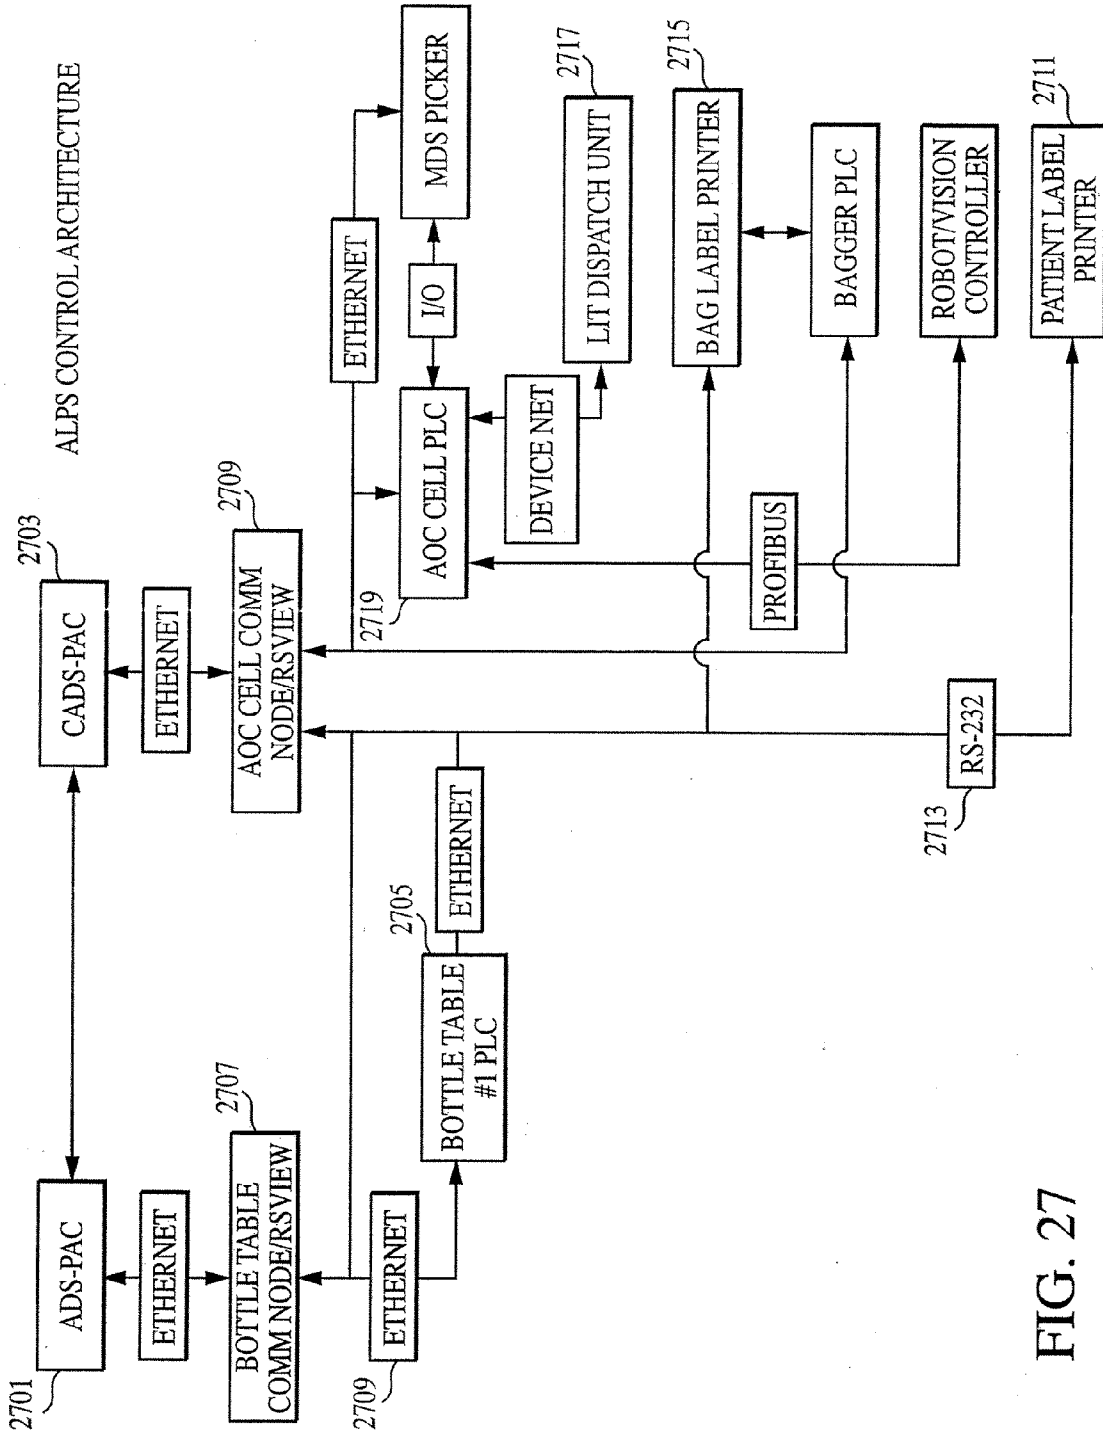 ALPS CONTROL ARCHITECTURE
2701
ADS-PAC
2703
CADS-PAC
ETHERNET
ETHERNET
2707
BOTTLE TABLE
COMM NODE/RSVIEW
2709
AOC CELL COMM
NODE/RSVIEW
ETHERNET
MDS PICKER
I/O
2709
ETHERNET
2705
BOTTLE TABLE
#1 PLC
ETHERNET
2719
AOC CELL PLC
DEVICE NET
2717
LIT DISPATCH UNIT
2715
BAG LABEL PRINTER
PROFIBUS
BAGGER PLC
ROBOT/VISION
CONTROLLER
2713
RS-232
2711
PATIENT LABEL
PRINTER
FIG. 27